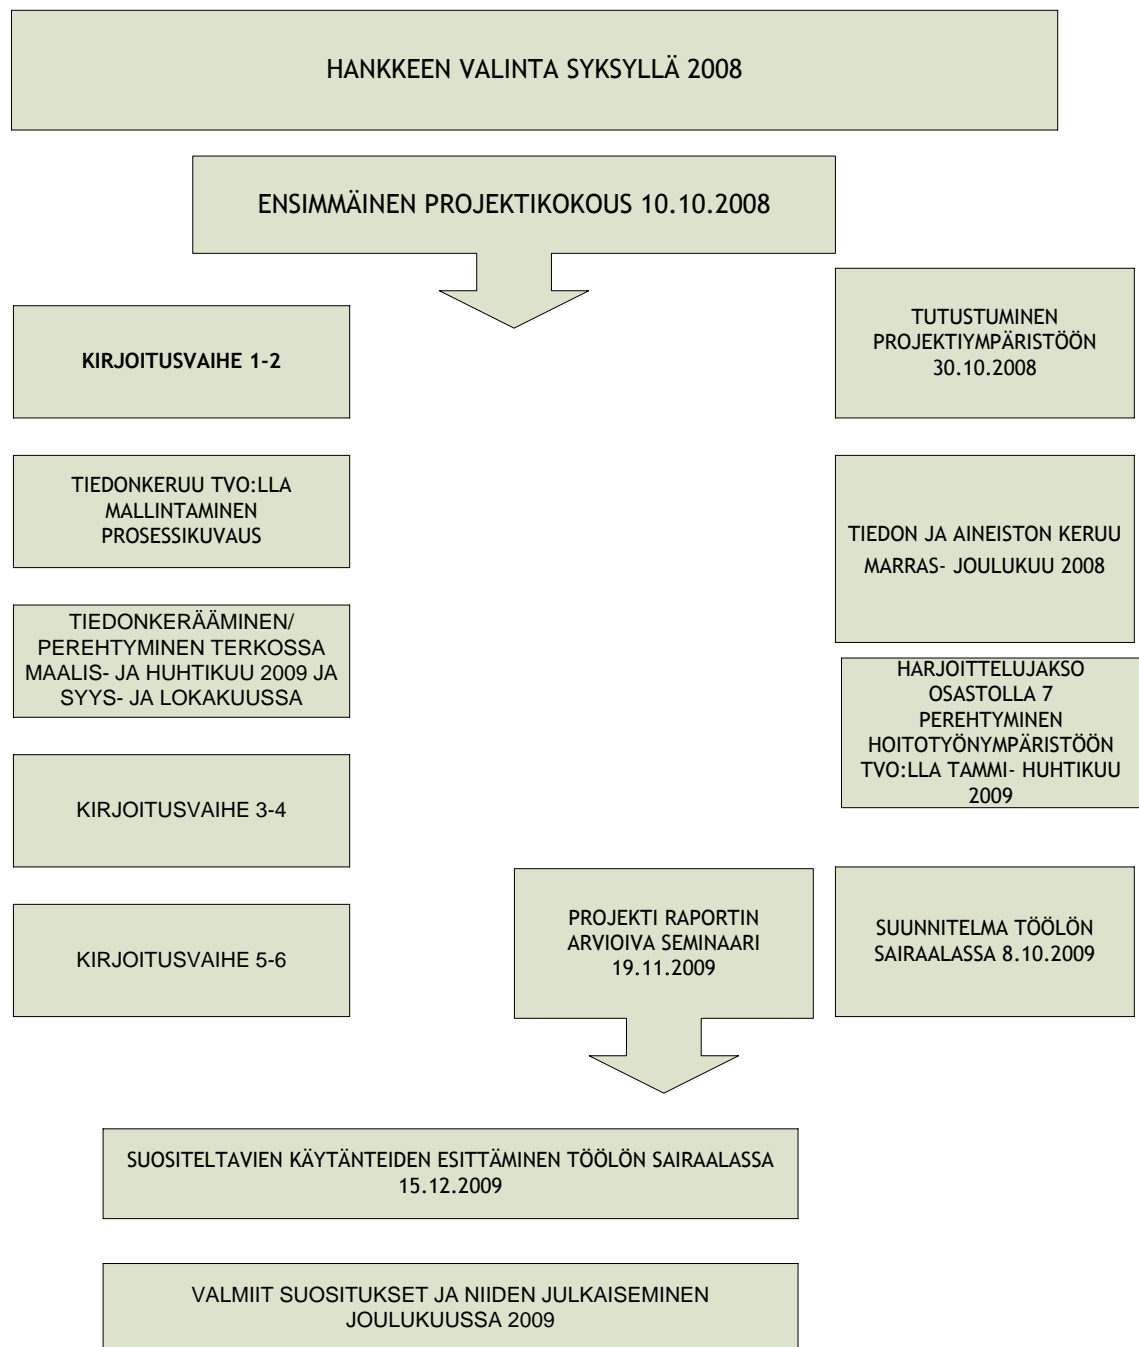 HANKKEEN VALINTA SYKSYLLÄ 2008
ENSIMMÄINEN PROJEKTIKOKOUS 10.10.2008
KIRJOITUSVAIHE 1-2
TUTUSTUMINEN
PROJEKTIYMPÄRISTÖÖN
30.10.2008
TIEDONKERUU TVO:LLA
MALLINTAMINEN
PROSESSIKUVAUS
TIEDON JA AINEISTON KERUU
MARRAS- JOULUKUU 2008
TIEDONKERÄÄMINEN/
PEREHTYMINEN TERKOSSA
MAALIS- JA HUHTIKUU 2009 JA
SYYS- JA LOKAKUUSSA
HARJOITTELUJAKSO
OSASTOLLA 7
PEREHTYMINEN
HOITOTYÖNYMPÄRISTÖÖN
TVO:LLA TAMMI- HUHTIKUU
2009
KIRJOITUSVAIHE 3-4
KIRJOITUSVAIHE 5-6
PROJEKTI RAPORTIN
ARVIOIVA SEMINAARI
19.11.2009
SUUNNITELMA TÖÖLÖN
SAIRAALASSA 8.10.2009
SUOSITELTAVIEN KÄYTÄNTEIDEN ESITTÄMINEN TÖÖLÖN SAIRAALASSA
15.12.2009
VALMIIT SUOSITUKSET JA NIIDEN JULKAISEMINEN
JOULUKUUSSA 2009